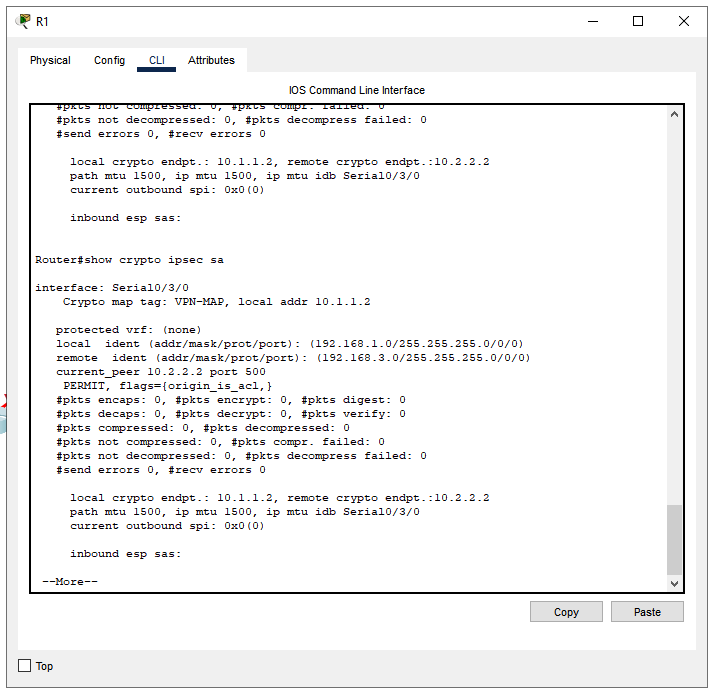 R1
Physical Config CLI Attributes
IOS Command Line Interface
#pkts not compressed: 0, #pkts compr. failed: 0
#pkts not decompressed: 0, #pkts decompress failed: 0
#send errors 0, #recv errors 0
local crypto endpt.: 10.1.1.2, remote crypto endpt.:10.2.2.2
path mtu 1500, ip mtu 1500, ip mtu idb Serial0/3/0
current outbound spi: 0x0(0)
inbound esp sas:
Router#show crypto ipsec sa
interface: Serial0/3/0
Crypto map tag: VPN-MAP, local addr 10.1.1.2
protected vrf: (none)
local ident (addr/mask/prot/port): (192.168.1.0/255.255.255.0/0/0)
remote ident (addr/mask/prot/port): (192.168.3.0/255.255.255.0/0/0)
current_peer 10.2.2.2 port 500
PERMIT, flags={origin_is_acl,}
#pkts encaps: 0, #pkts encrypt: 0, #pkts digest: 0
#pkts decaps: 0, #pkts decrypt: 0, #pkts verify: 0
#pkts compressed: 0, #pkts decompressed: 0
#pkts not compressed: 0, #pkts compr. failed: 0
#pkts not decompressed: 0, #pkts decompress failed: 0
#send errors 0, #recv errors 0
local crypto endpt.: 10.1.1.2, remote crypto endpt.:10.2.2.2
path mtu 1500, ip mtu 1500, ip mtu idb Serial0/3/0
current outbound spi: 0x0(0)
inbound esp sas:
--More--
Copy Paste
Top